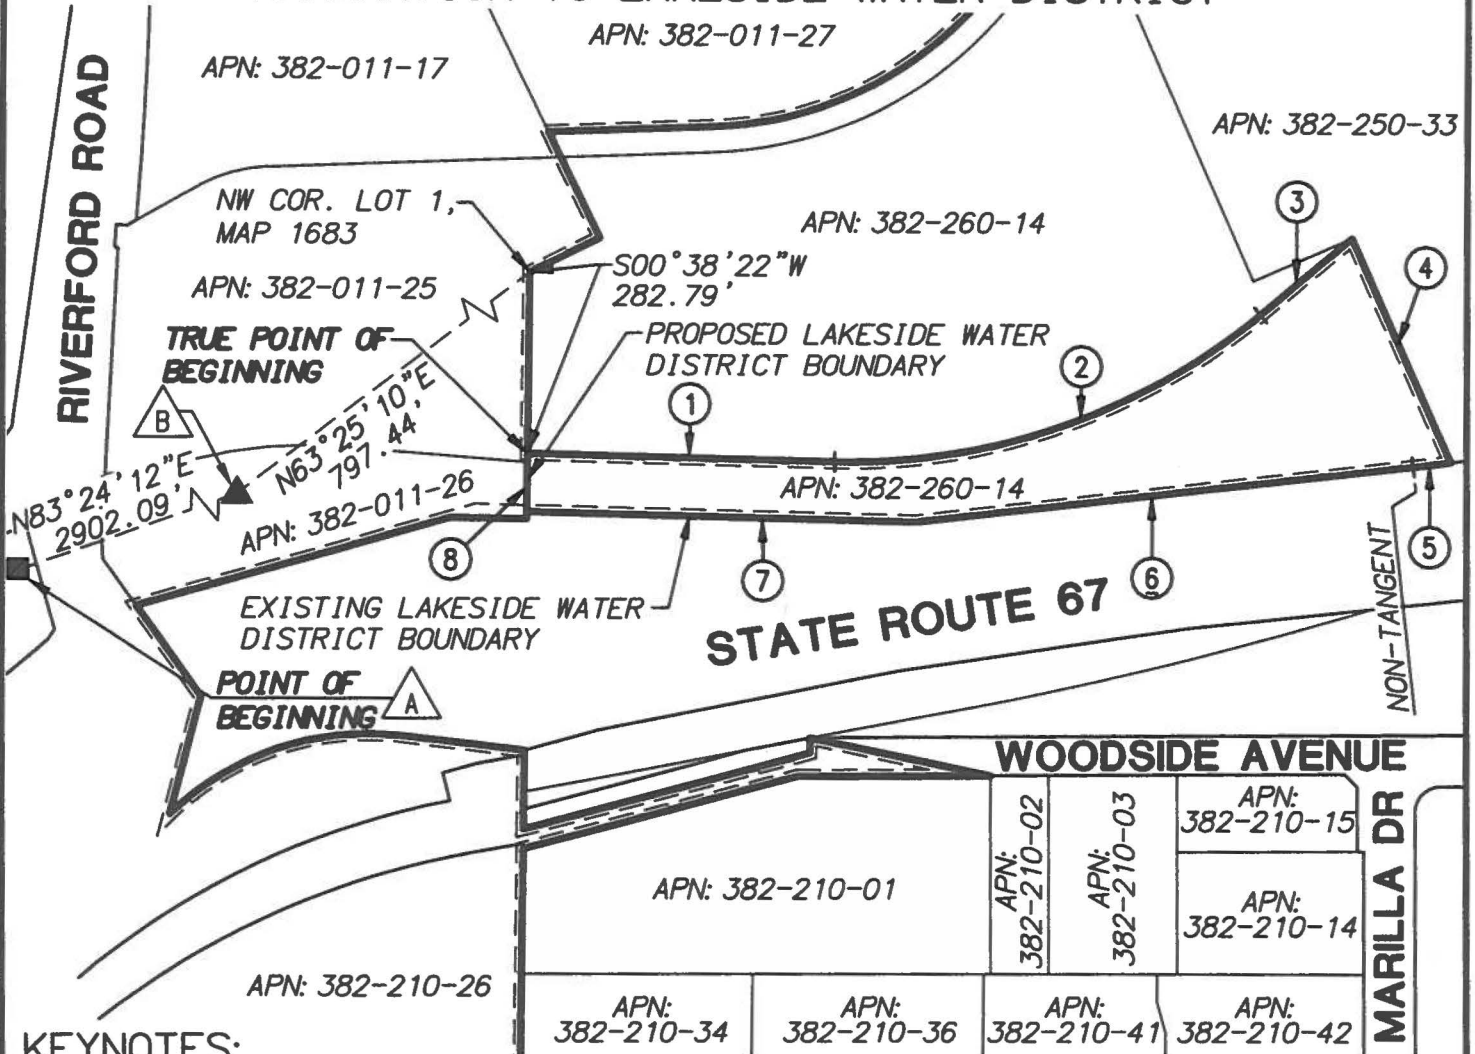 APN: 382-011-27
APN: 382-011-17
APN: 382-250-33
RIVERFORD ROAD
NW COR. LOT 1,
MAP 1683
APN: 382-260-14
3
S00°38'22"W
282.79'
4
APN: 382-011-25
TRUE POINT OF
BEGINNING
PROPOSED LAKESIDE WATER
DISTRICT BOUNDARY
2
1
B
N63°25'10"E
797.44'
N83°24'12"E
2902.09'
APN: 382-011-26
APN: 382-260-14
8
7
6
5
NON-TANGENT
EXISTING LAKESIDE WATER
DISTRICT BOUNDARY
STATE ROUTE 67
POINT OF
BEGINNING
A
WOODSIDE AVENUE
APN:
382-210-02
APN:
382-210-03
APN:
382-210-15
MARILLA DR
APN: 382-210-01
APN:
382-210-14
APN: 382-210-26
APN:
382-210-34
APN:
382-210-36
APN:
382-210-41
APN:
382-210-42
KEYNOTES: